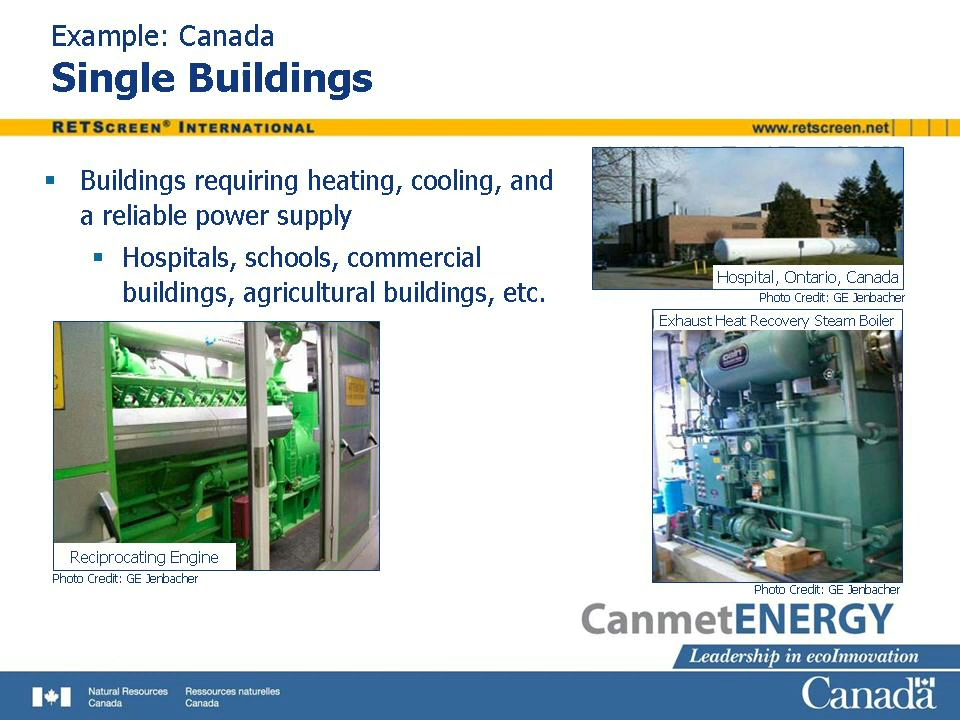 Example: Canada
Single Buildings
RETScreen® International
www.retscreen.net
▪ Buildings requiring heating, cooling, and
a reliable power supply
▪ Hospitals, schools, commercial
buildings, agricultural buildings, etc.
Hospital, Ontario, Canada
Photo Credit: GE Jenbacher
Exhaust Heat Recovery Steam Boiler
Reciprocating Engine
Photo Credit: GE Jenbacher
Photo Credit: GE Jenbacher
CanmetENERGY
Leadership in ecoInnovation
Natural Resources
Canada
Ressources naturelles
Canada
Canada